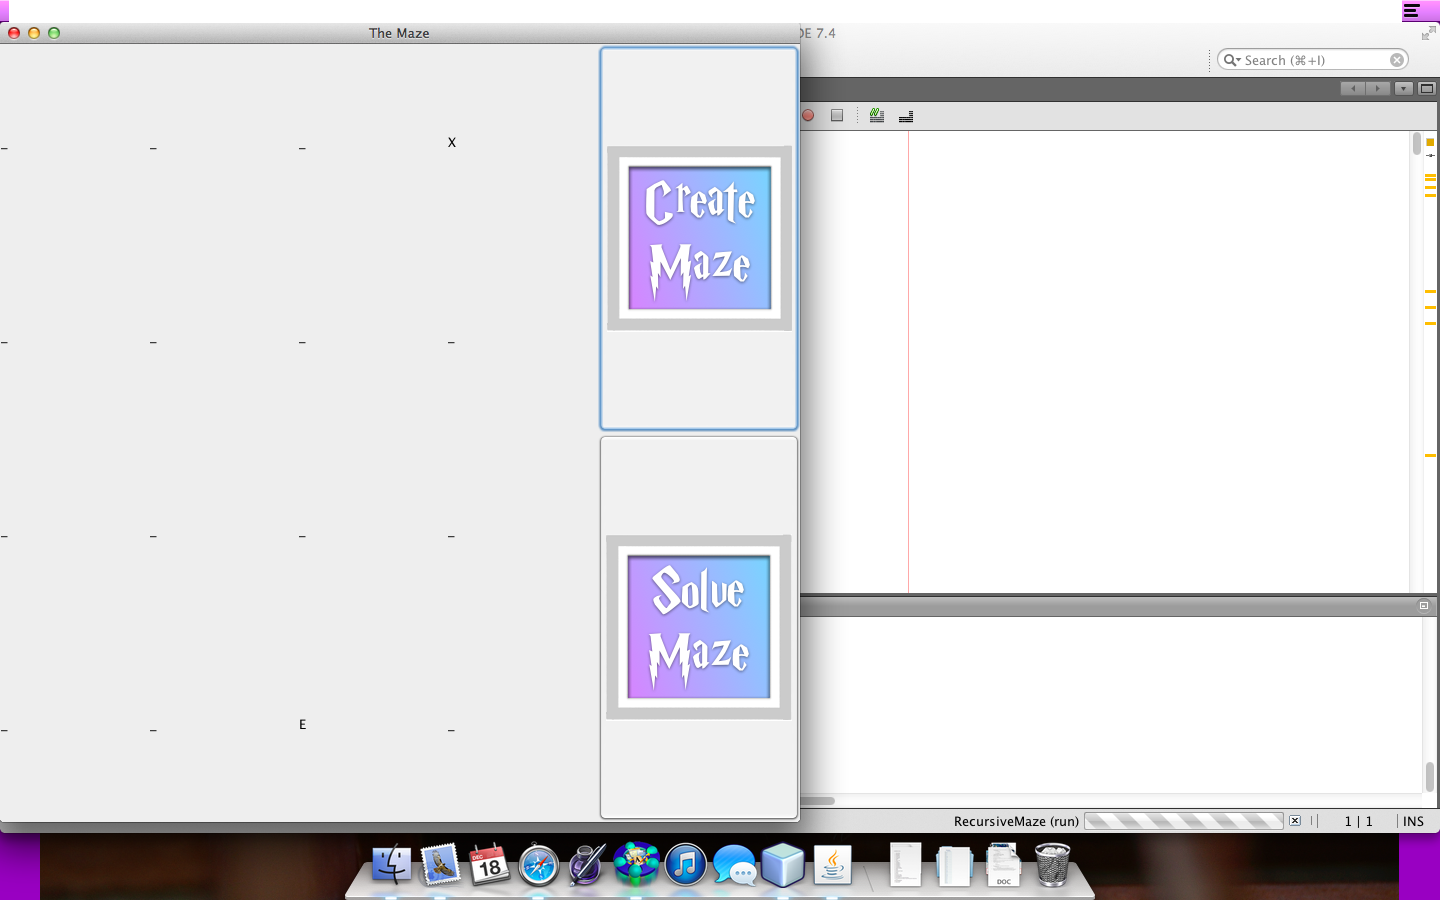 The Maze
DE 7.4
Search (⌘+I)
_ _ _ X
_ _ _ _
_ _ _ _
_ _ E _
Create
Maze
Solve
Maze
RecursiveMaze (run)
1 | 1
INS
DEC
18
DOC